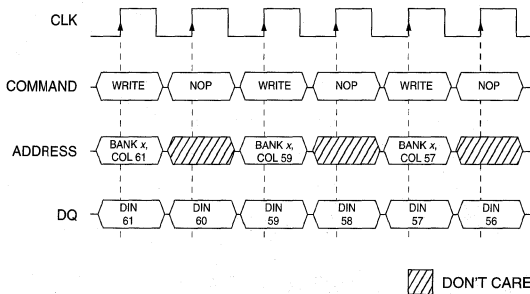 CLK
COMMAND WRITE NOP WRITE NOP WRITE NOP
ADDRESS BANK x, COL 61 BANK x, COL 59 BANK x, COL 57
DQ DIN 61 DIN 60 DIN 59 DIN 58 DIN 57 DIN 56
DON'T CARE